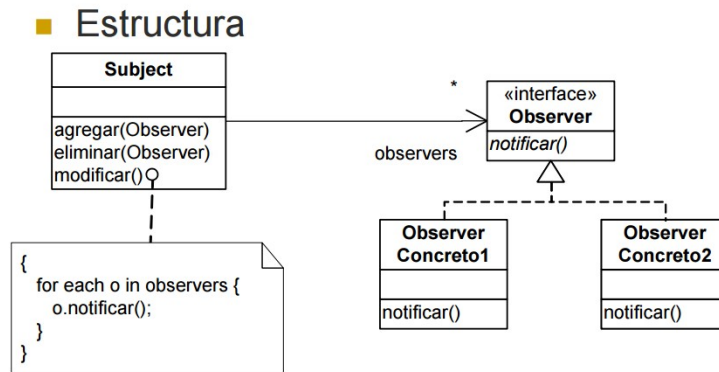 Estructura
Subject
agregar(Observer)
eliminar(Observer)
modificar()
*
observers
«interface»
Observer
notificar()
Observer
Concreto1
notificar()
Observer
Concreto2
notificar()
{
for each o in observers {
o.notificar();
}
}